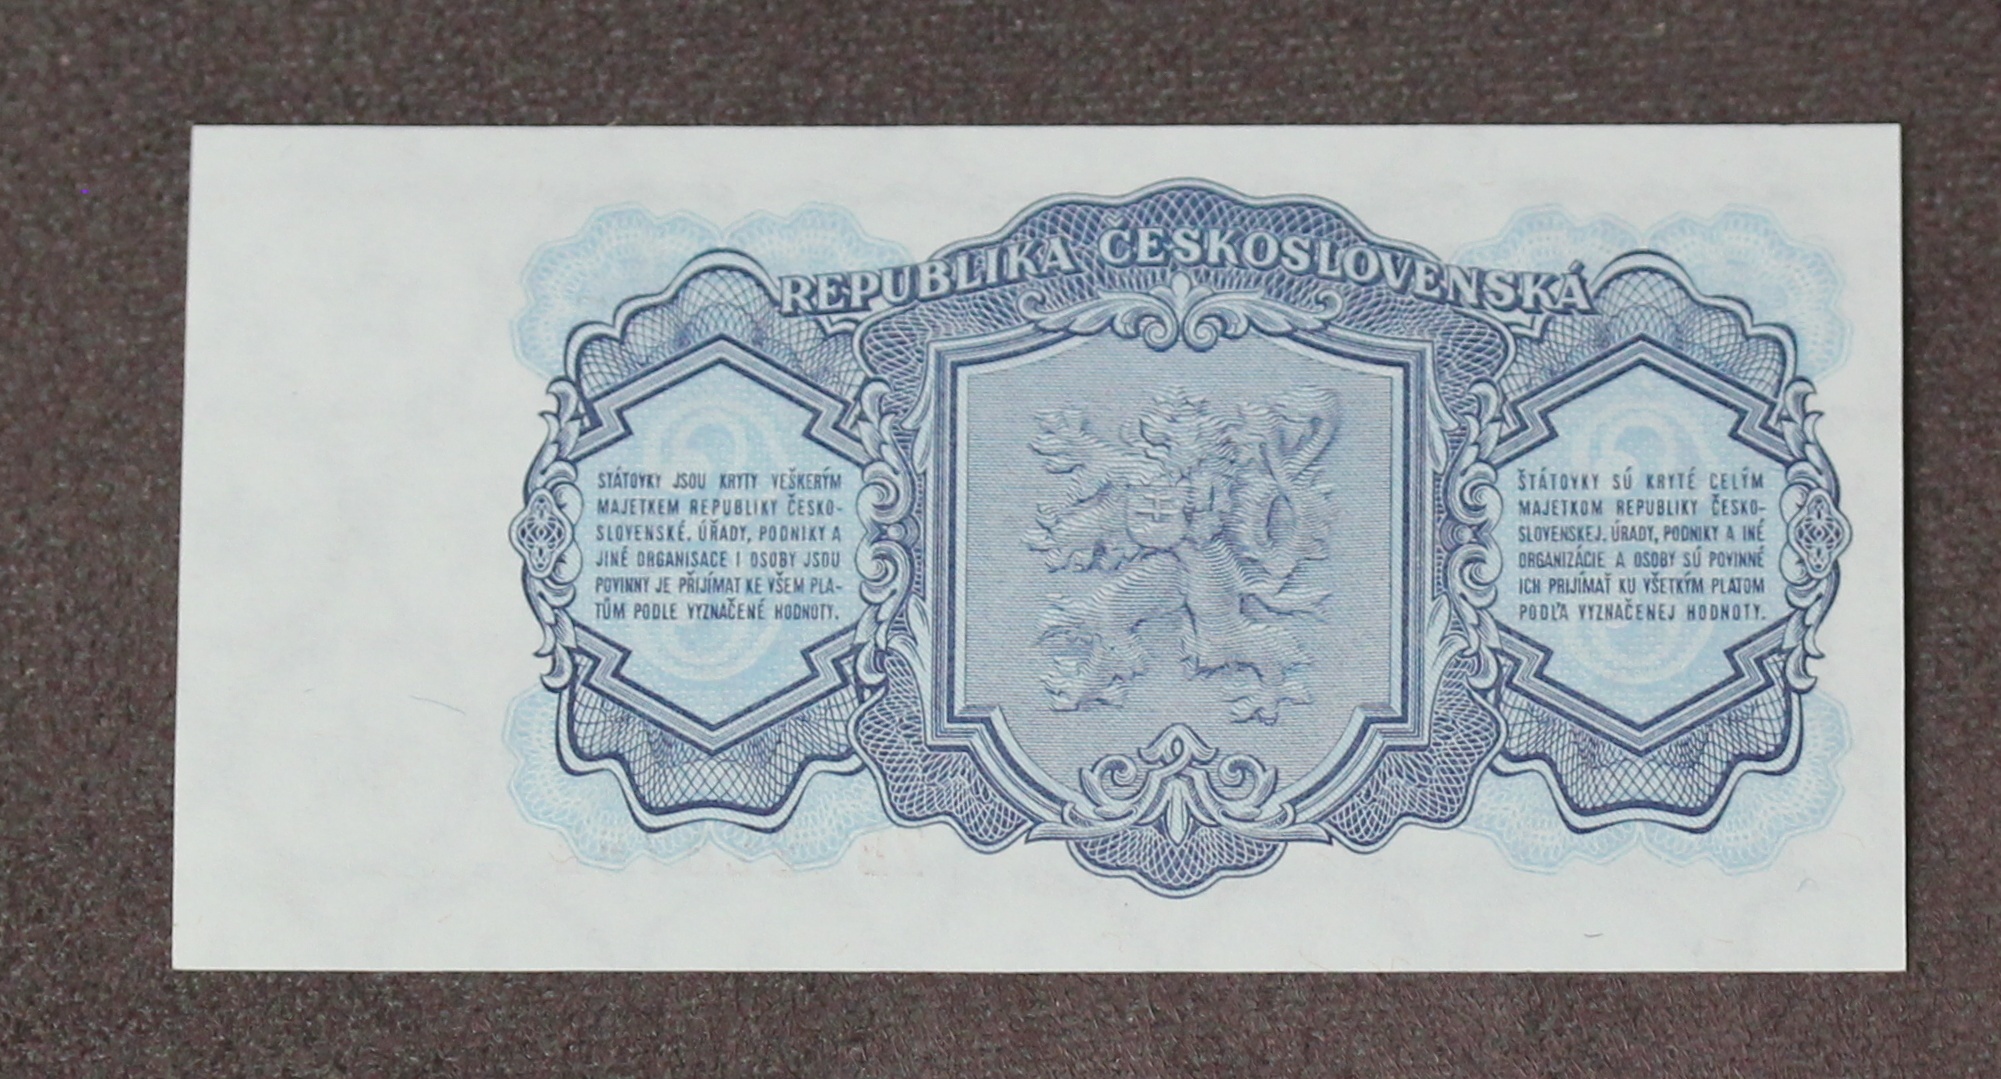 REPUBLIKA ČESKOSLOVENSKÁ
STÁTOVKY JSOU KRYTY VEŠKERÝM
MAJETKEM REPUBLIKY ČESKO-
SLOVENSKÉ. ÚŘADY, PODNIKY A
JINÉ ORGANISACE I OSOBY JSOU
POVINNY JE PŘIJÍMAT KE VŠEM PLA-
TŮM PODLE VYZNAČENÉ HODNOTY.
ŠTÁTOVKY SÚ KRYTÉ CELÝM
MAJETKOM REPUBLIKY ČESKO-
SLOVENSKEJ. ÚRADY, PODNIKY A INÉ
ORGANIZÁCIE A OSOBY SÚ POVINNÉ
ICH PRIJÍMAŤ KU VŠETKÝM PLATOM
PODĽA VYZNAČENEJ HODNOTY.